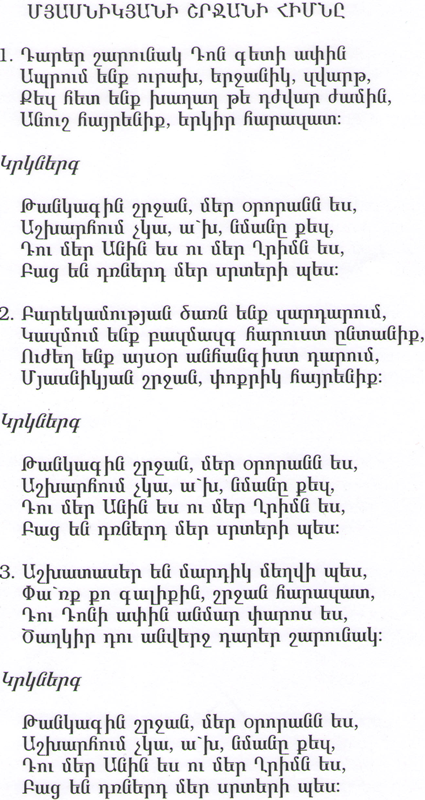 ՄՅԱՍՆԻԿՅԱՆԻ ՇՐՋԱՆԻ ՀԻՄՆԸ
1. Դարեր շարունակ Դոն գետի ափին
Ապրում ենք ուրախ, երջանիկ, զվարթ,
Քեզ հետ ենք խաղաղ թե դժվար ժամին,
Անուշ հայրենիք, երկիր հարազատ:
Կրկներգ
Թանկագին շրջան, մեր օրորանն ես,
Աշխարհում չկա, ա՝խ, նմանը քեզ,
Դու մեր Անին ես ու մեր Ղրիմն ես,
Բաց են դռներդ մեր սրտերի պես:
2. Բարեկամության ծառն ենք զարդարում,
Կազմում ենք բազմազգ հարուստ ընտանիք,
Ուժեղ ենք այսօր անհանգիստ դարում,
Մյասնիկյան շրջան, փոքրիկ հայրենիք:
Կրկներգ
Թանկագին շրջան, մեր օրորանն ես,
Աշխարհում չկա, ա՝խ, նմանը քեզ,
Դու մեր Անին ես ու մեր Ղրիմն ես,
Բաց են դռներդ մեր սրտերի պես:
3. Աշխատասեր են մարդիկ մեղվի պես,
Փա՝ռք քո գալիքին, շրջան հարազատ,
Դու Դոնի ափին անմար փարոս ես,
Ծաղկիր դու անվերջ դարեր շարունակ:
Կրկներգ
Թանկագին շրջան, մեր օրորանն ես,
Աշխարհում չկա, ա՝խ, նմանը քեզ,
Դու մեր Անին ես ու մեր Ղրիմն ես,
Բաց են դռներդ մեր սրտերի պես: